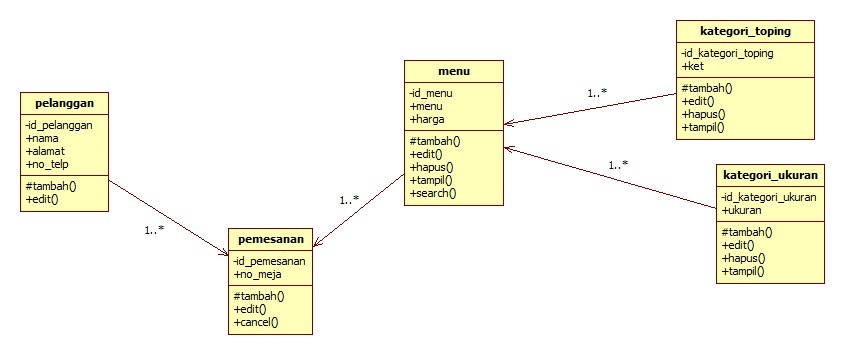 pelanggan
-id_pelanggan
+nama
+alamat
+no_telp
#tambah()
+edit()
1..*
pemesanan
-id_pemesanan
+no_meja
#tambah()
+edit()
+cancel()
1..*
menu
-id_menu
+menu
+harga
#tambah()
+edit()
+hapus()
+tampil()
+search()
1..*
kategori_toping
-id_kategori_toping
+ket
#tambah()
+edit()
+hapus()
+tampil()
1..*
kategori_ukuran
-id_kategori_ukuran
+ukuran
#tambah()
+edit()
+hapus()
+tampil()